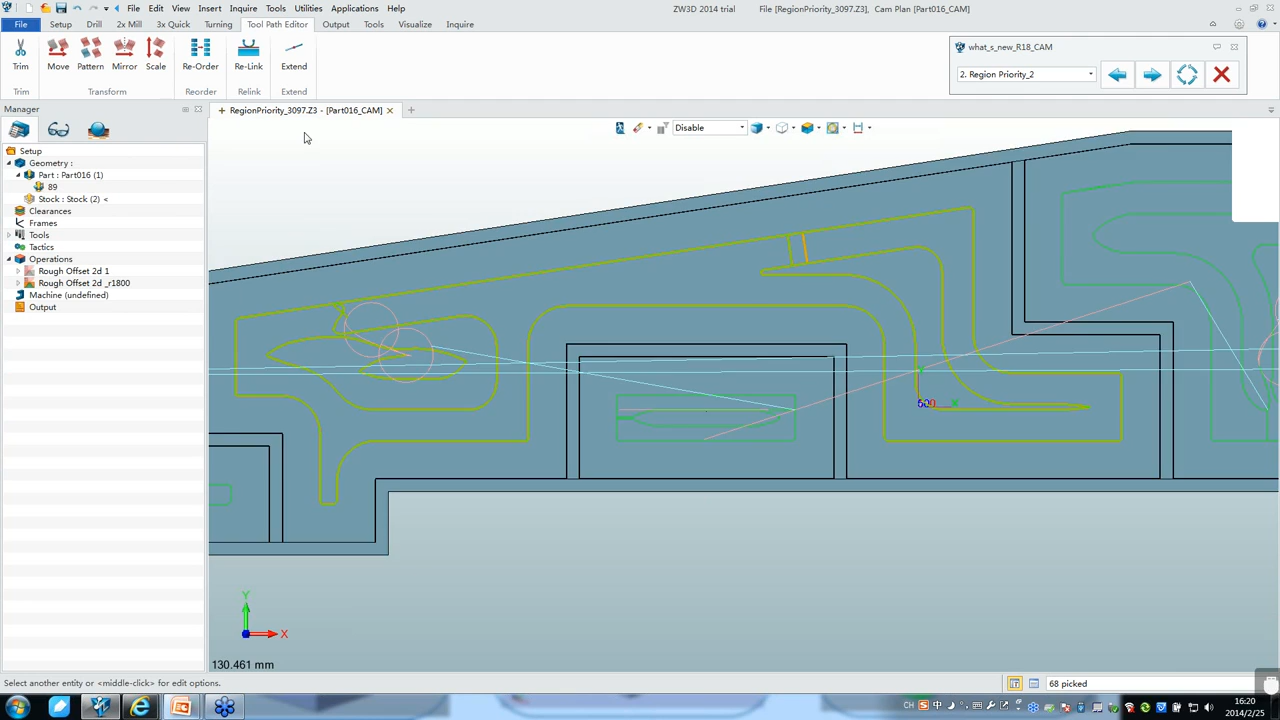 File Edit View Insert Inquire Tools Utilities Applications Help
ZW3D 2014 trial File [RegionPriority_3097.Z3], Cam Plan [Part016_CAM]
File Setup Drill 2x Mill 3x Quick Turning Tool Path Editor Output Tools Visualize Inquire
Trim Move Pattern Mirror Scale Re-Order Re-Link Extend
Trim Transform Reorder Relink Extend
what_s_new_R18_CAM
2. Region Priority_2
Manager
RegionPriority_3097.Z3 - [Part016_CAM]
Disable
Setup
Geometry :
Part : Part016 (1)
89
Stock : Stock (2) <
Clearances
Frames
Tools
Tactics
Operations
Rough Offset 2d 1
Rough Offset 2d _r1800
Machine (undefined)
Output
X
Y
X
130.461 mm
Select another entity or <middle-click> for edit options.
68 picked
CH
16:20
2014/2/25